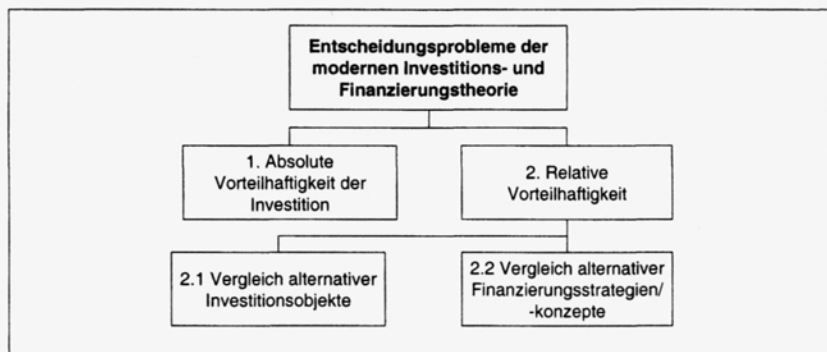 Entscheidungsprobleme der
modernen Investitions- und
Finanzierungstheorie
1. Absolute
Vorteilhaftigkeit der
Investition
2. Relative
Vorteilhaftigkeit
2.1 Vergleich alternativer
Investitionsobjekte
2.2 Vergleich alternativer
Finanzierungsstrategien/
-konzepte